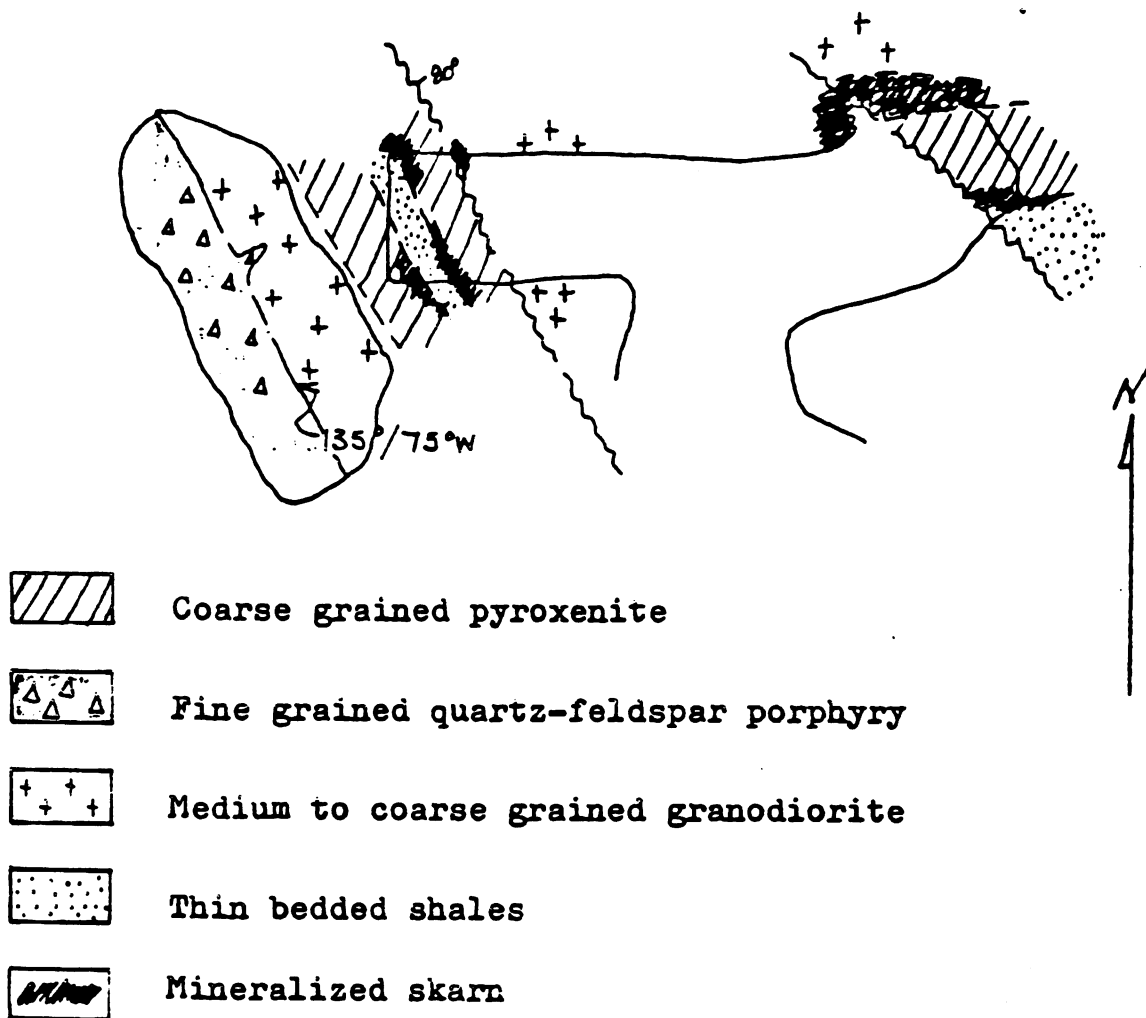 80°
135°/75°W
N
Coarse grained pyroxenite
Fine grained quartz-feldspar porphyry
Medium to coarse grained granodiorite
Thin bedded shales
Mineralized skarn